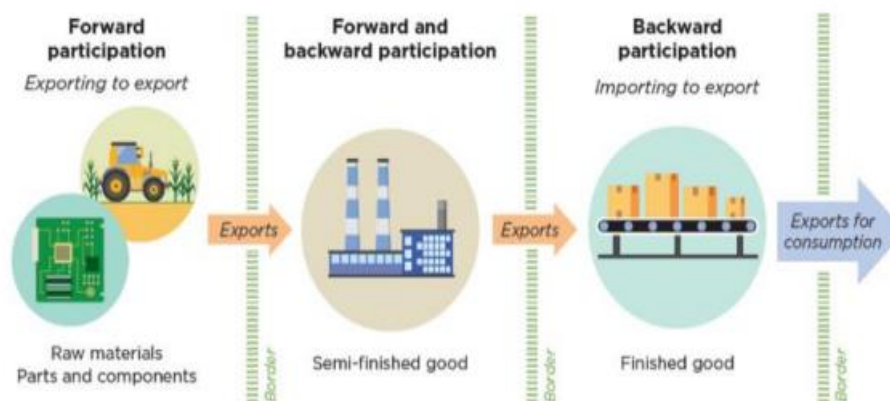 Forward
participation
Exporting to export
Exports
Raw materials
Parts and components
Border
Forward and
backward participation
Exports
Semi-finished good
Border
Backward
participation
Importing to export
Exports for
consumption
Finished good
Border